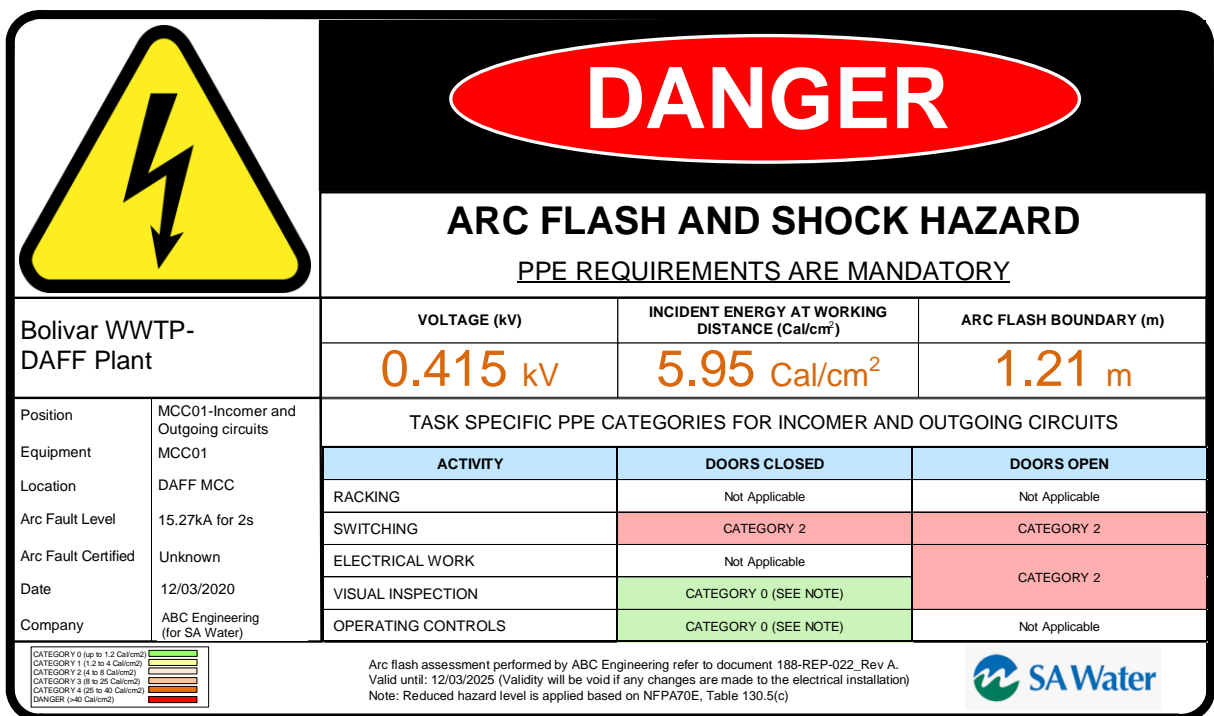 DANGER
ARC FLASH AND SHOCK HAZARD
PPE REQUIREMENTS ARE MANDATORY
Bolivar WWTP-
DAFF Plant
VOLTAGE (kV)
INCIDENT ENERGY AT WORKING
DISTANCE (Cal/cm²)
ARC FLASH BOUNDARY (m)
0.415 kV
5.95 Cal/cm²
1.21 m
Position
MCC01-Incomer and
Outgoing circuits
Equipment
MCC01
Location
DAFF MCC
Arc Fault Level
15.27kA for 2s
Arc Fault Certified
Unknown
Date
12/03/2020
Company
ABC Engineering
(for SA Water)
TASK SPECIFIC PPE CATEGORIES FOR INCOMER AND OUTGOING CIRCUITS
ACTIVITY
DOORS CLOSED
DOORS OPEN
RACKING
Not Applicable
Not Applicable
SWITCHING
CATEGORY 2
CATEGORY 2
ELECTRICAL WORK
Not Applicable
CATEGORY 2
VISUAL INSPECTION
CATEGORY 0 (SEE NOTE)
OPERATING CONTROLS
CATEGORY 0 (SEE NOTE)
Not Applicable
CATEGORY 0 (up to 1.2 Cal/cm2)
CATEGORY 1 (1.2 to 4 Cal/cm2)
CATEGORY 2 (4 to 8 Cal/cm2)
CATEGORY 3 (8 to 25 Cal/cm2)
CATEGORY 4 (25 to 40 Cal/cm2)
DANGER (>40 Cal/cm2)
Arc flash assessment performed by ABC Engineering refer to document 188-REP-022_Rev A.
Valid until: 12/03/2025 (Validity will be void if any changes are made to the electrical installation)
Note: Reduced hazard level is applied based on NFPA70E, Table 130.5(c)
SA Water